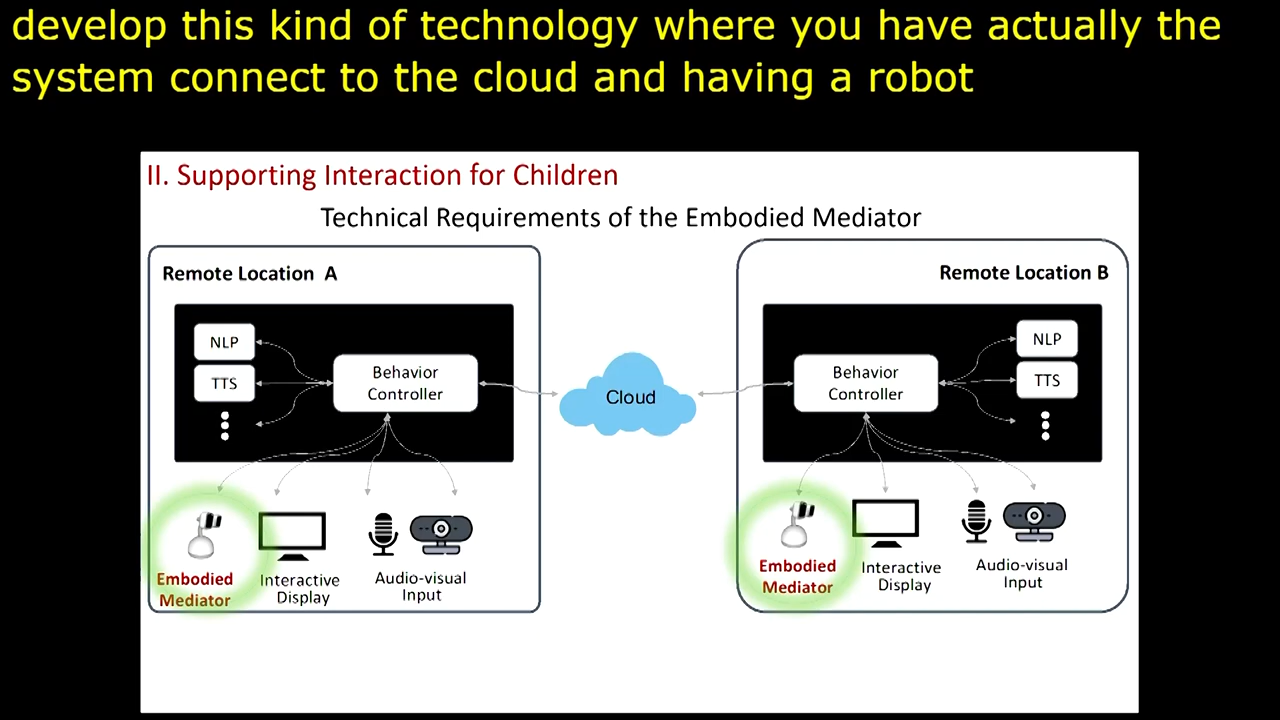 develop this kind of technology where you have actually the
system connect to the cloud and having a robot
II. Supporting Interaction for Children
Technical Requirements of the Embodied Mediator
Remote Location A
NLP
TTS
Behavior
Controller
Embodied
Mediator
Interactive
Display
Audio-visual
Input
Cloud
Remote Location B
Behavior
Controller
NLP
TTS
Embodied
Mediator
Interactive
Display
Audio-visual
Input